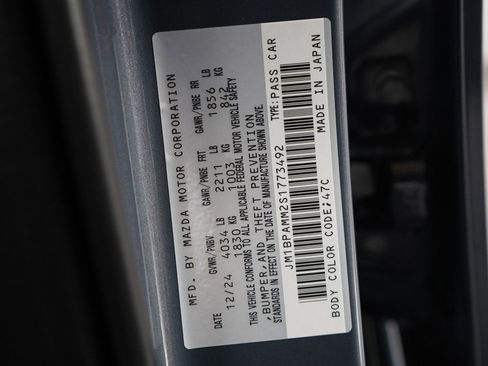 MFD. BY MAZDA MOTOR CORPORATION
DATE GVWR/PNBV GAWR/PNBE FRT GAWR/PNBE RR
12/24 4034 LB 2211 LB 1856 LB
1830 KG 1003 KG 842 KG
THIS VEHICLE CONFORMS TO ALL APPLICABLE FEDERAL MOTOR VEHICLE SAFETY
, BUMPER, AND THEFT PREVENTION
STANDARDS IN EFFECT ON THE DATE OF MANUFACTURE SHOWN ABOVE.
TYPE:PASS CAR
JM1BPAMM2S1773492
MADE IN JAPAN
BODY COLOR CODE;47C